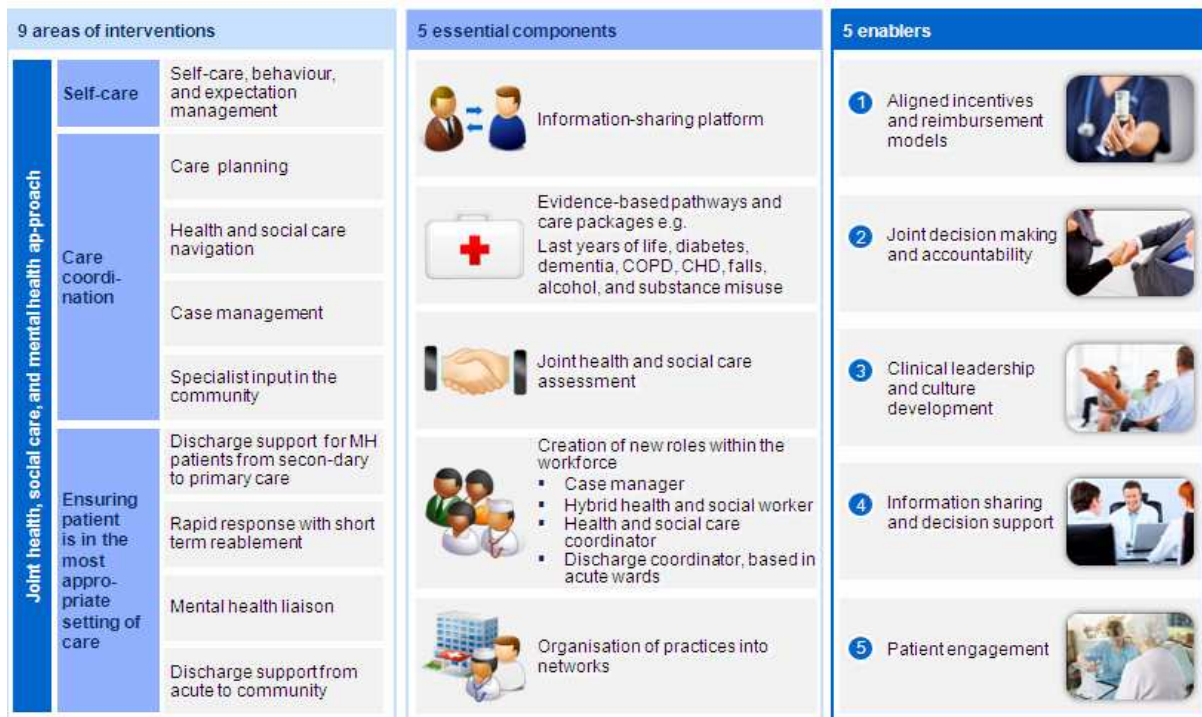 9 areas of interventions
Joint health, social care, and mental health ap-proach
Self-care
Self-care, behaviour,
and expectation
management
Care
coordi-
nation
Care planning
Health and social care
navigation
Case management
Specialist input in the
community
Ensuring
patient
is in the
most
appro-
priate
setting of
care
Discharge support for MH
patients from secon-dary
to primary care
Rapid response with short
term reablement
Mental health liaison
Discharge support from
acute to community
5 essential components
Information-sharing platform
Evidence-based pathways and
care packages e.g.
Last years of life, diabetes,
dementia, COPD, CHD, falls,
alcohol, and substance misuse
Joint health and social care
assessment
Creation of new roles within the
workforce
▪ Case manager
▪ Hybrid health and social worker
▪ Health and social care
coordinator
▪ Discharge coordinator, based in
acute wards
Organisation of practices into
networks
5 enablers
1 Aligned incentives
and reimbursement
models
2 Joint decision making
and accountability
3 Clinical leadership
and culture
development
4 Information sharing
and decision support
5 Patient engagement